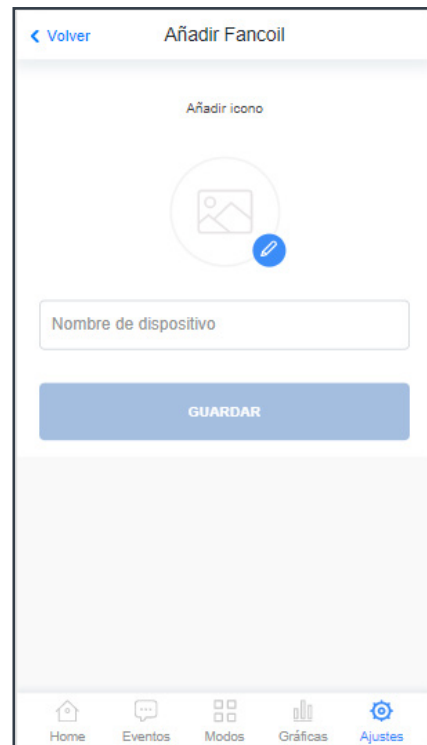 Volver Añadir Fancoil
Añadir icono
Nombre de dispositivo
GUARDAR
Home Eventos Modos Gráficas Ajustes